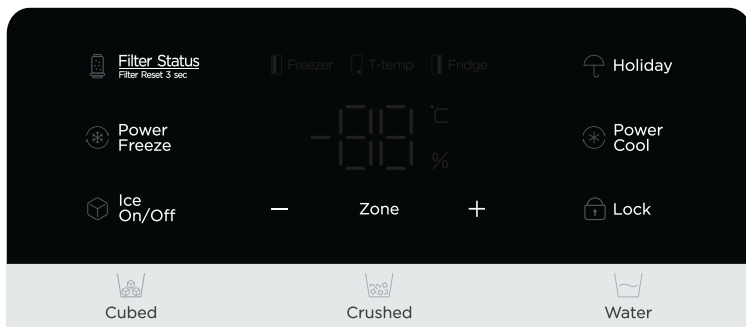 Filter Status
Filter Reset 3 sec
Freezer
T-temp
Fridge
Holiday
Power
Freeze
-88
°C
%
Power
Cool
Ice
On/Off
−
Zone
+
Lock
Cubed
Crushed
Water